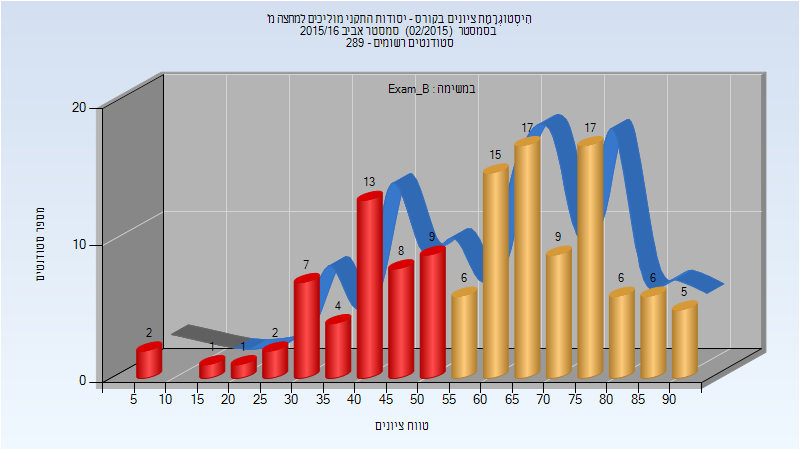 היסטוגרמת ציונים בקורס - יסודות התקני מוליכים למחצה מ'
בסמסטר (02/2015) סמסטר אביב 2015/16
סטודנטים רשומים - 289
במשימה : Exam_B
מספר סטודנטים
20
10
0
2
1
1
2
7
4
13
8
9
6
15
17
9
17
6
6
5
5 10 15 20 25 30 35 40 45 50 55 60 65 70 75 80 85 90
טווח ציונים